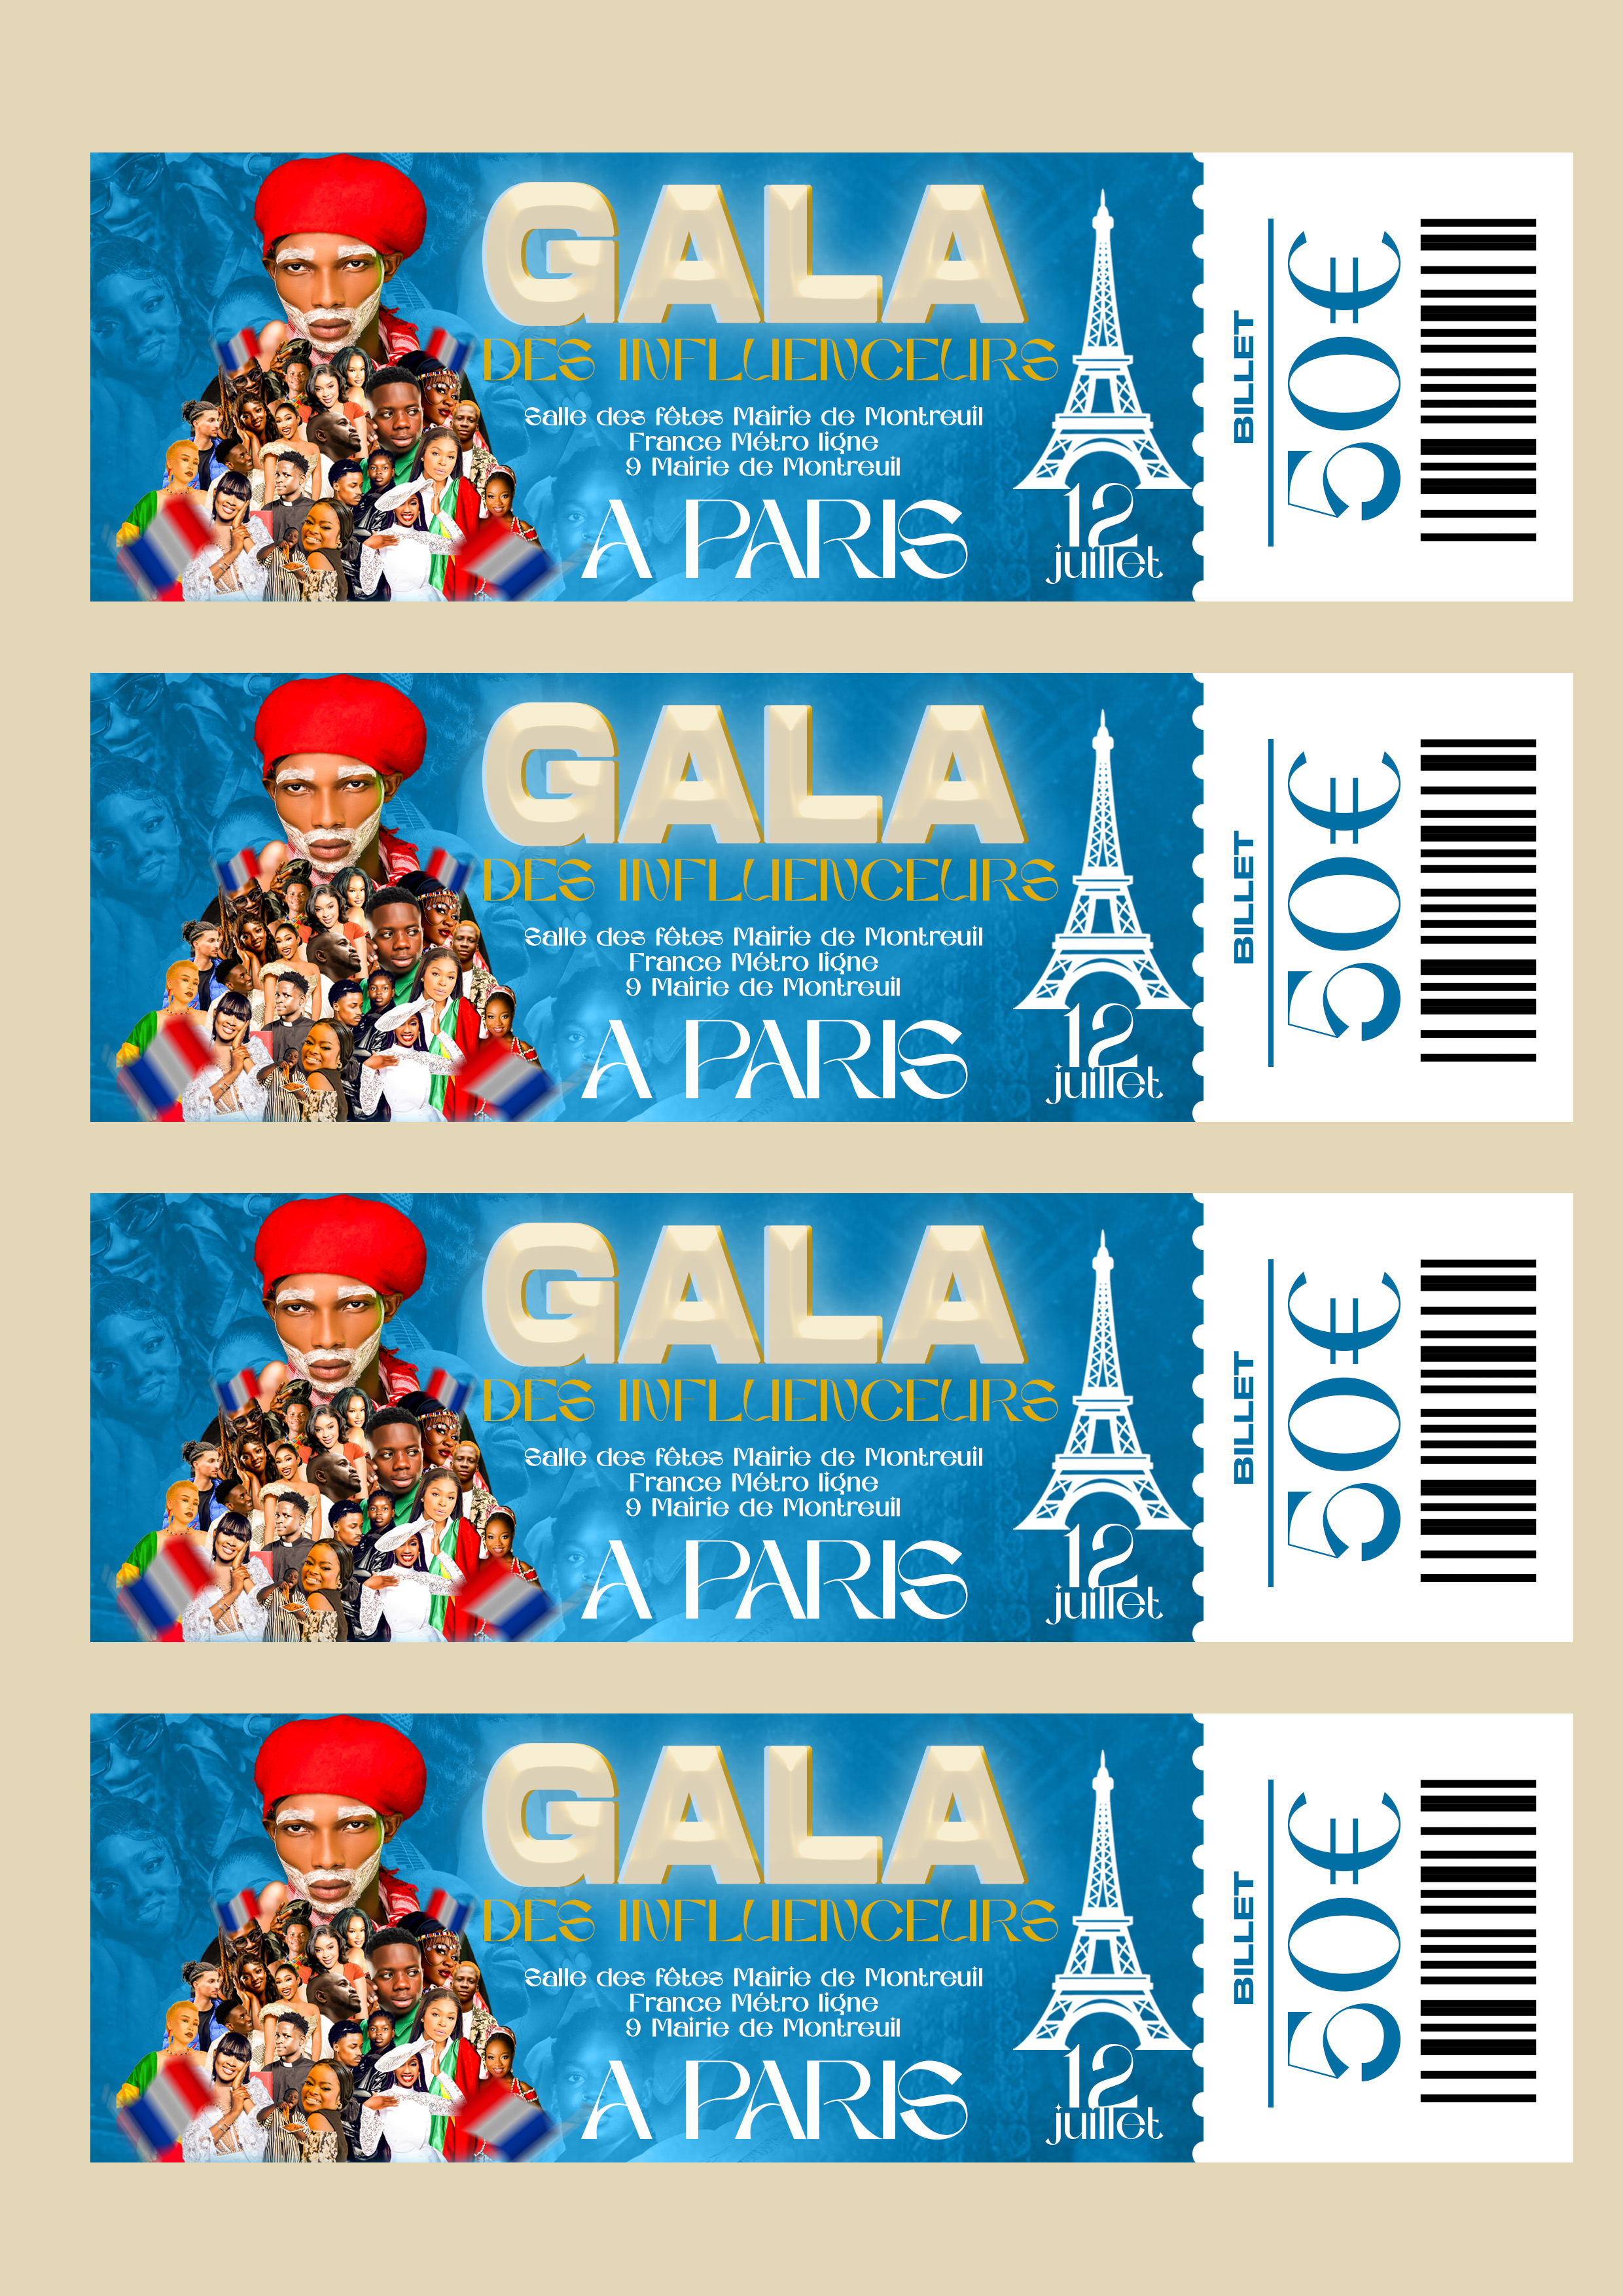 GALA
DES INFLUENCEURS
Salle des fêtes Mairie de Montreuil
France Métro ligne
9 Mairie de Montreuil
A PARIS
12
juillet
BILLET
50€
GALA
DES INFLUENCEURS
Salle des fêtes Mairie de Montreuil
France Métro ligne
9 Mairie de Montreuil
A PARIS
12
juillet
BILLET
50€
GALA
DES INFLUENCEURS
Salle des fêtes Mairie de Montreuil
France Métro ligne
9 Mairie de Montreuil
A PARIS
12
juillet
BILLET
50€
GALA
DES INFLUENCEURS
Salle des fêtes Mairie de Montreuil
France Métro ligne
9 Mairie de Montreuil
A PARIS
12
juillet
BILLET
50€